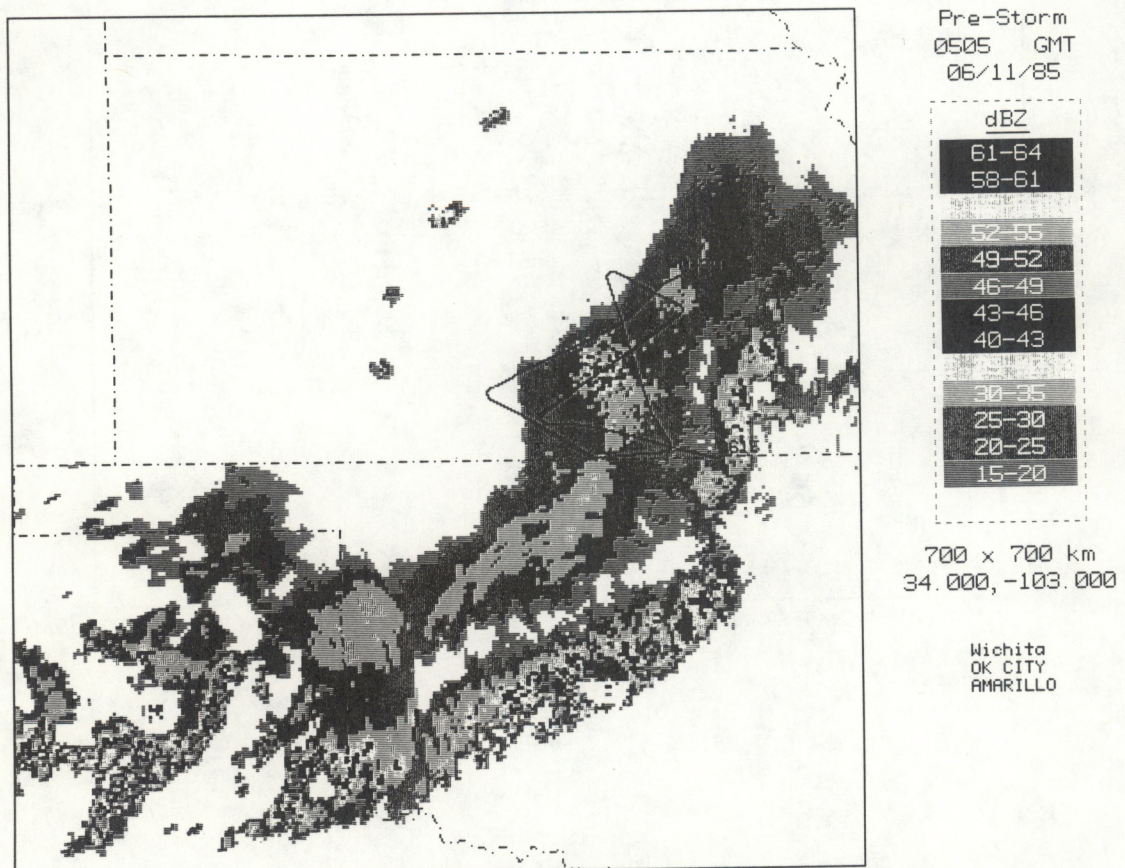 Pre-Storm
0505 GMT
06/11/85
dBZ
61-64
58-61
52-55
49-52
46-49
43-46
40-43
30-35
25-30
20-25
15-20
700 x 700 km
34.000,-103.000
Wichita
OK CITY
AMARILLO